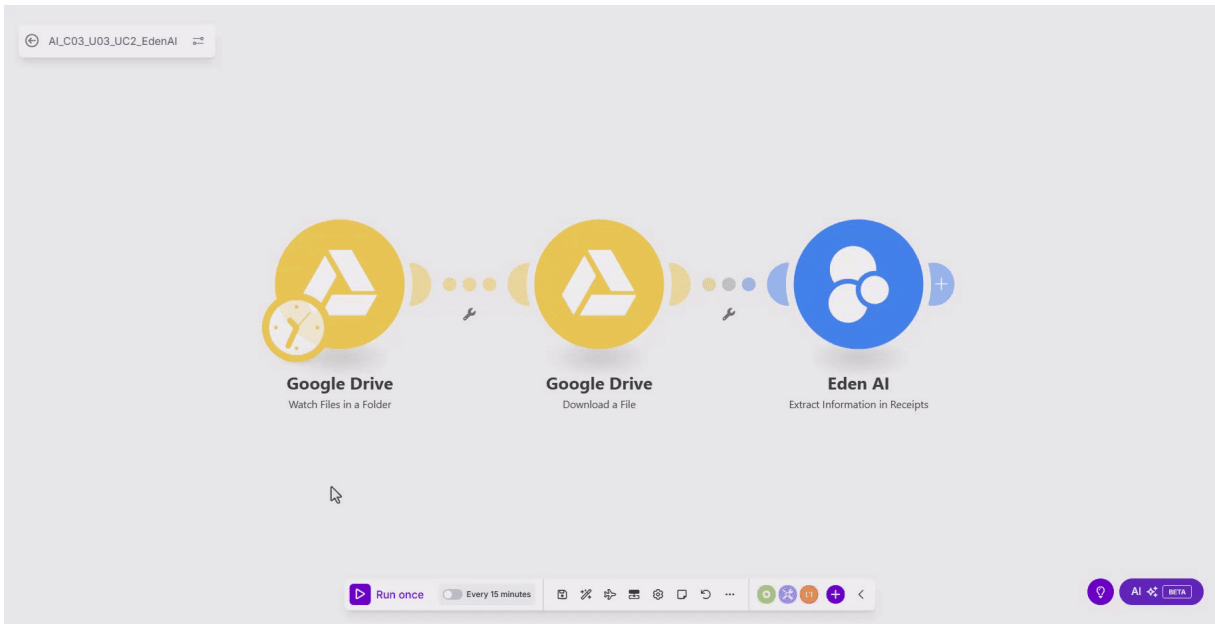 AI_C03_U03_UC2_EdenAI
Google Drive
Watch Files in a Folder
Google Drive
Download a File
Eden AI
Extract Information in Receipts
Run once
Every 15 minutes
AI BETA